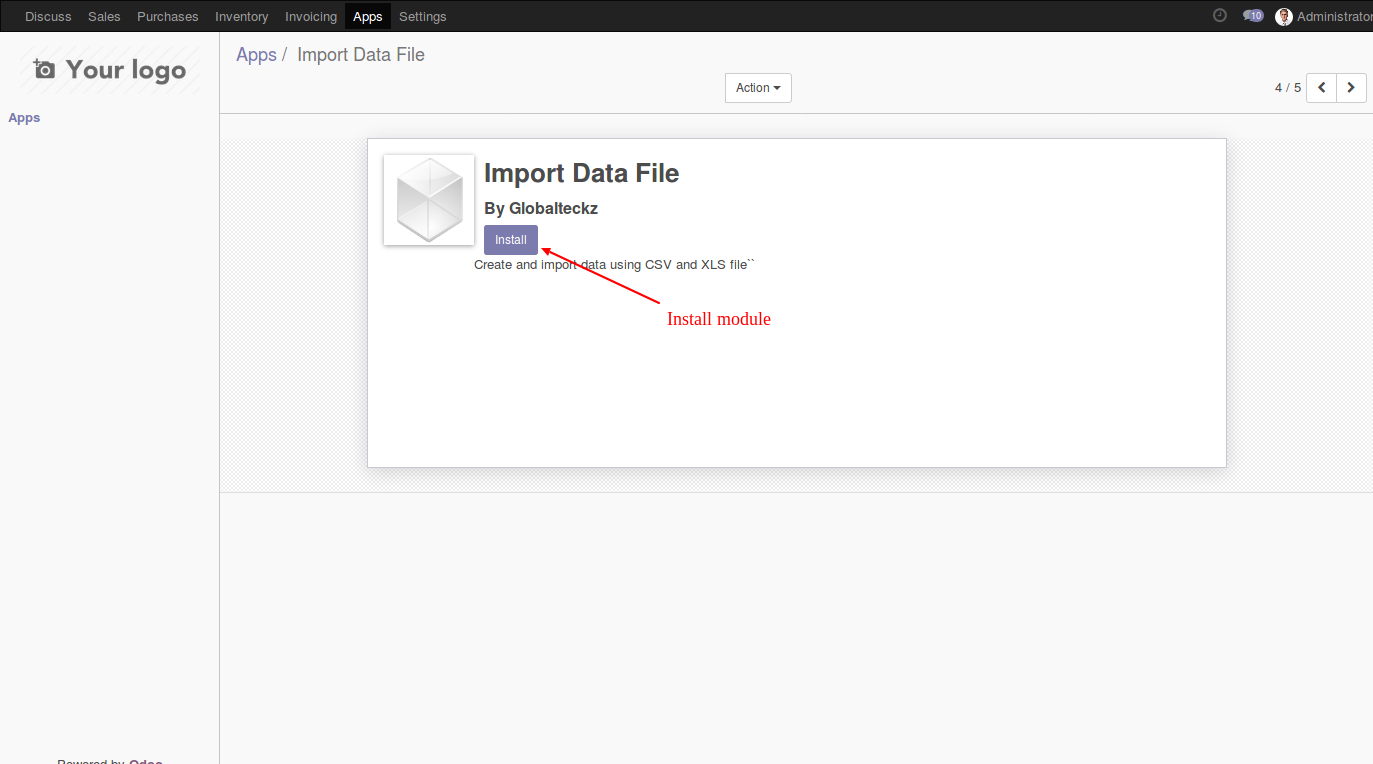 Discuss Sales Purchases Inventory Invoicing Apps Settings 10 Administrator
Your logo
Apps / Import Data File
Action 4 / 5
Apps
Import Data File
By Globalteckz
Install
Create and import data using CSV and XLS file``
Install module
Powered by Odoo